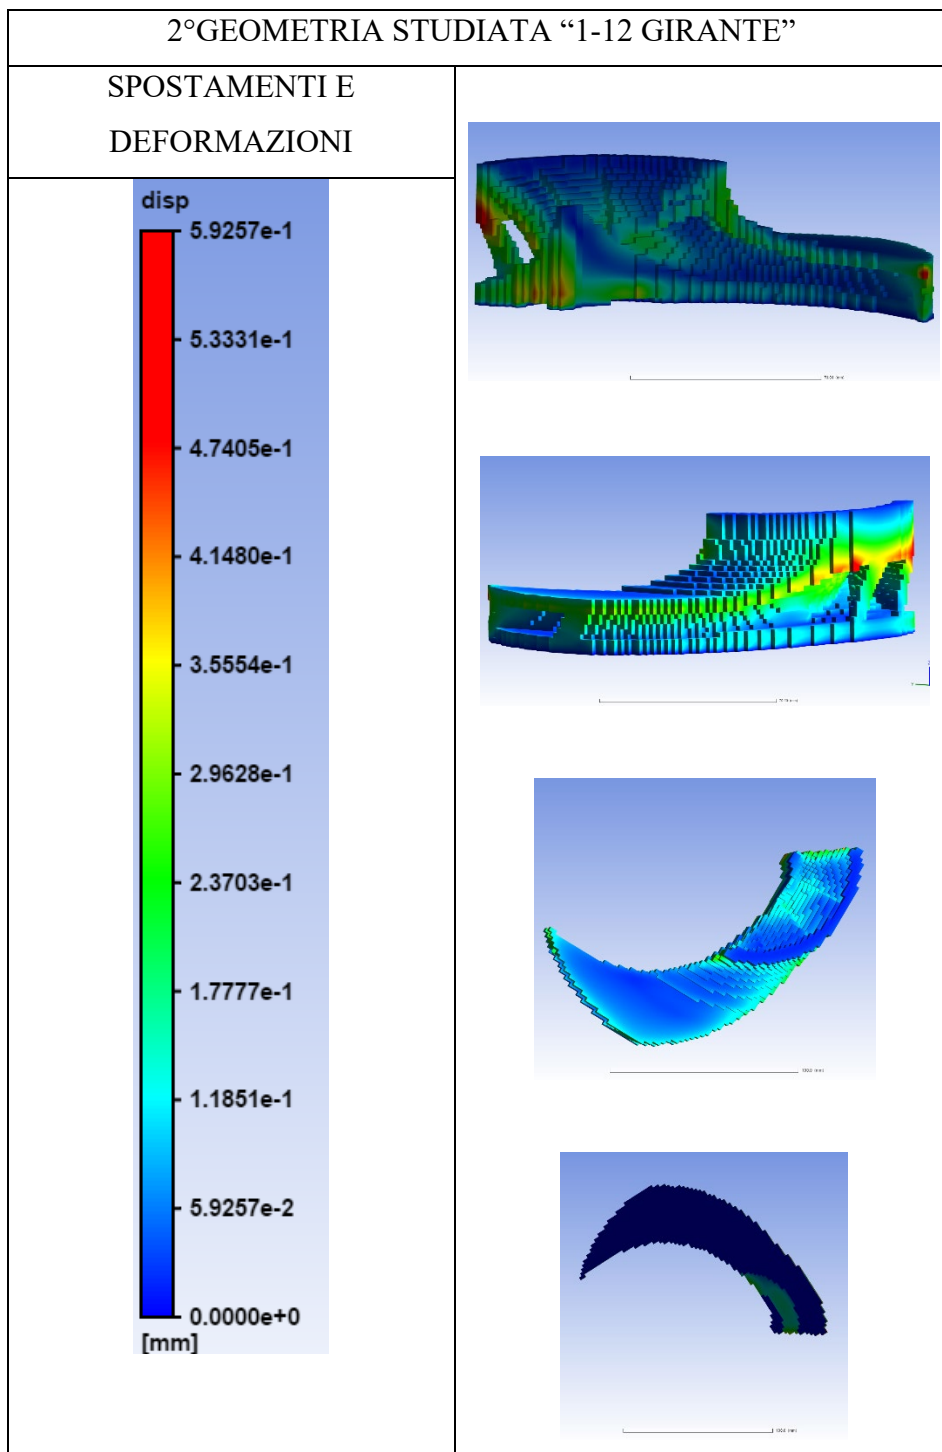 2°GEOMETRIA STUDIATA “1-12 GIRANTE”
SPOSTAMENTI E
DEFORMAZIONI
disp
5.9257e-1
5.3331e-1
4.7405e-1
4.1480e-1
3.5554e-1
2.9628e-1
2.3703e-1
1.7777e-1
1.1851e-1
5.9257e-2
0.0000e+0
[mm]